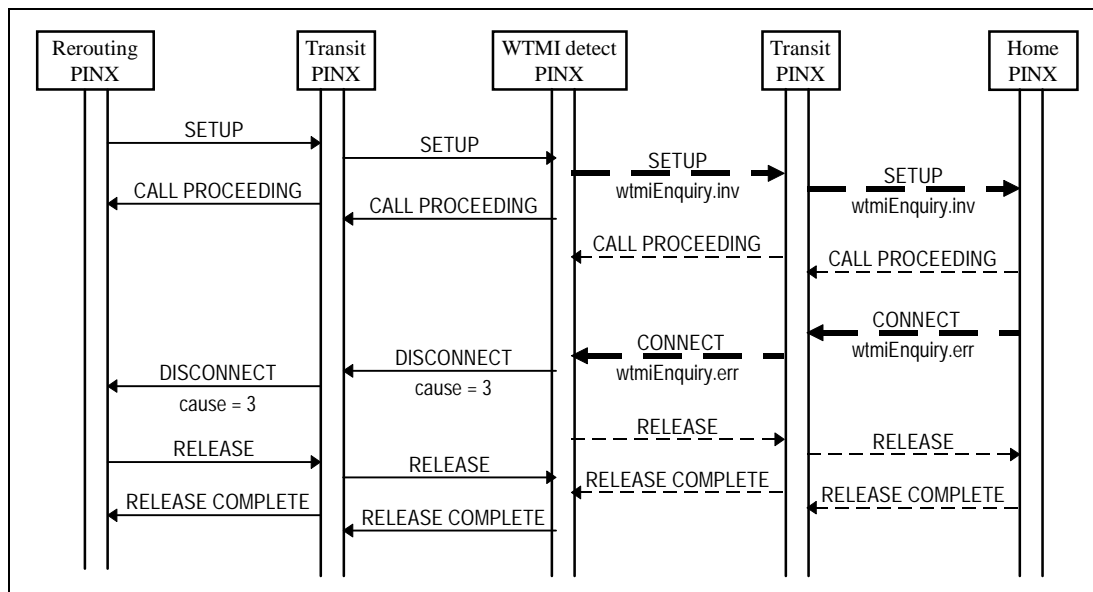 Rerouting
PINX
Transit
PINX
WTMI detect
PINX
Transit
PINX
Home
PINX
SETUP
SETUP
SETUP
wtmiEnquiry.inv
SETUP
wtmiEnquiry.inv
CALL PROCEEDING
CALL PROCEEDING
CALL PROCEEDING
CALL PROCEEDING
CONNECT
wtmiEnquiry.err
CONNECT
wtmiEnquiry.err
DISCONNECT
cause = 3
DISCONNECT
cause = 3
RELEASE
RELEASE
RELEASE
RELEASE
RELEASE COMPLETE
RELEASE COMPLETE
RELEASE COMPLETE
RELEASE COMPLETE